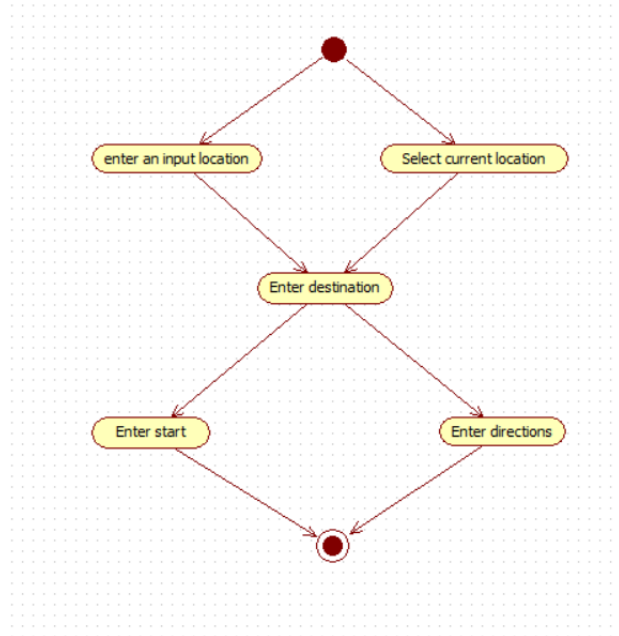 enter an input location
Select current location
Enter destination
Enter start
Enter directions